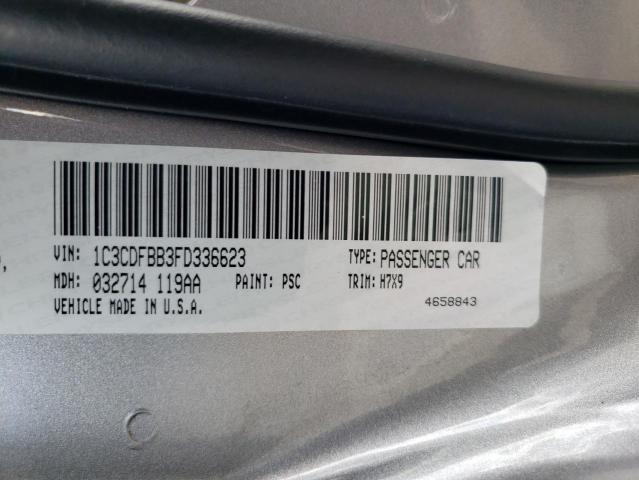 VIN: 1C3CDFBB3FD336623 TYPE: PASSENGER CAR
MDH: 032714 119AA PAINT: PSC TRIM: H7X9
VEHICLE MADE IN U.S.A. 4658843